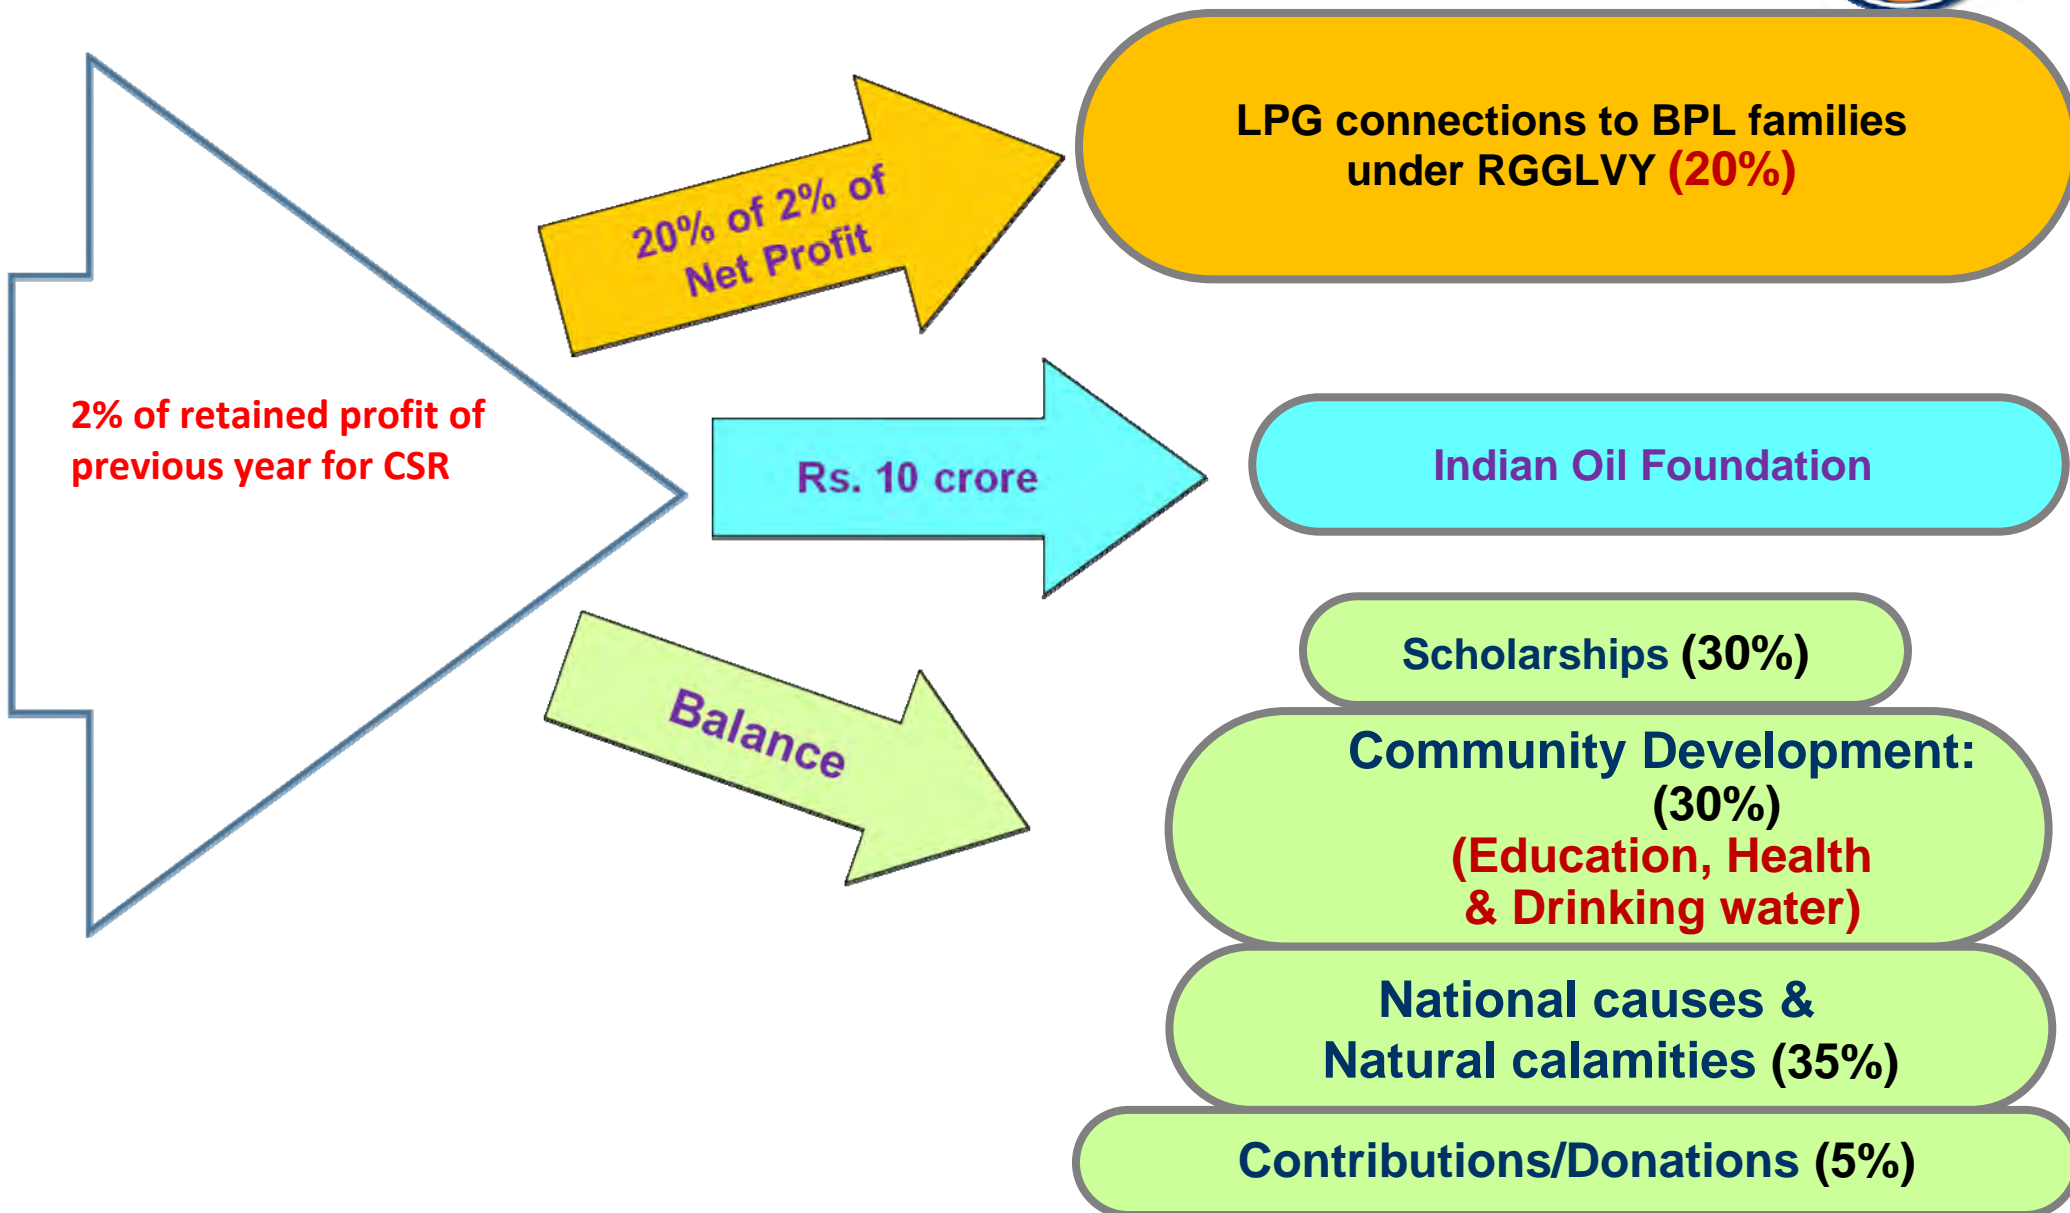 2% of retained profit of
previous year for CSR
20% of 2% of
Net Profit
LPG connections to BPL families
under RGGLVY (20%)
Rs. 10 crore
Indian Oil Foundation
Balance
Scholarships (30%)
Community Development:
(30%)
(Education, Health
& Drinking water)
National causes &
Natural calamities (35%)
Contributions/Donations (5%)